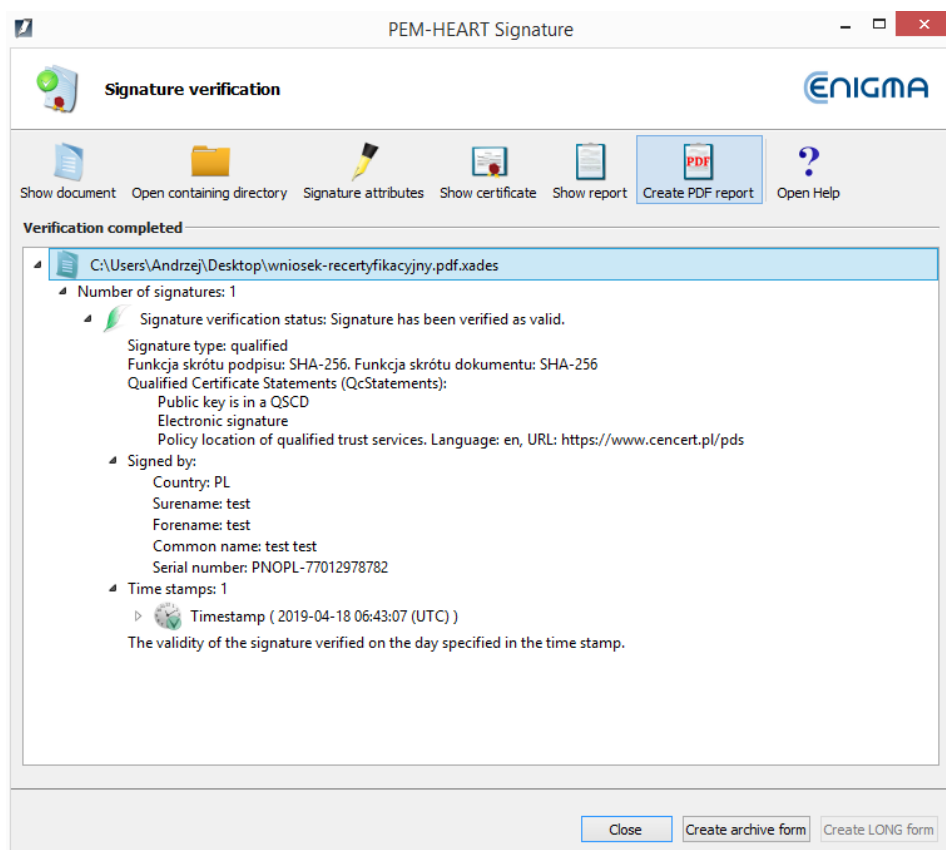 PEM-HEART Signature
Signature verification
ENIGMA
Show document Open containing directory Signature attributes Show certificate Show report Create PDF report Open Help
PDF
?
Verification completed
C:\Users\Andrzej\Desktop\wniosek-recertyfikacyjny.pdf.xades
Number of signatures: 1
Signature verification status: Signature has been verified as valid.
Signature type: qualified
Funkcja skrótu podpisu: SHA-256. Funkcja skrótu dokumentu: SHA-256
Qualified Certificate Statements (QcStatements):
Public key is in a QSCD
Electronic signature
Policy location of qualified trust services. Language: en, URL: https://www.cencert.pl/pds
Signed by:
Country: PL
Surename: test
Forename: test
Common name: test test
Serial number: PNOPL-77012978782
Time stamps: 1
Timestamp ( 2019-04-18 06:43:07 (UTC) )
The validity of the signature verified on the day specified in the time stamp.
Close Create archive form Create LONG form